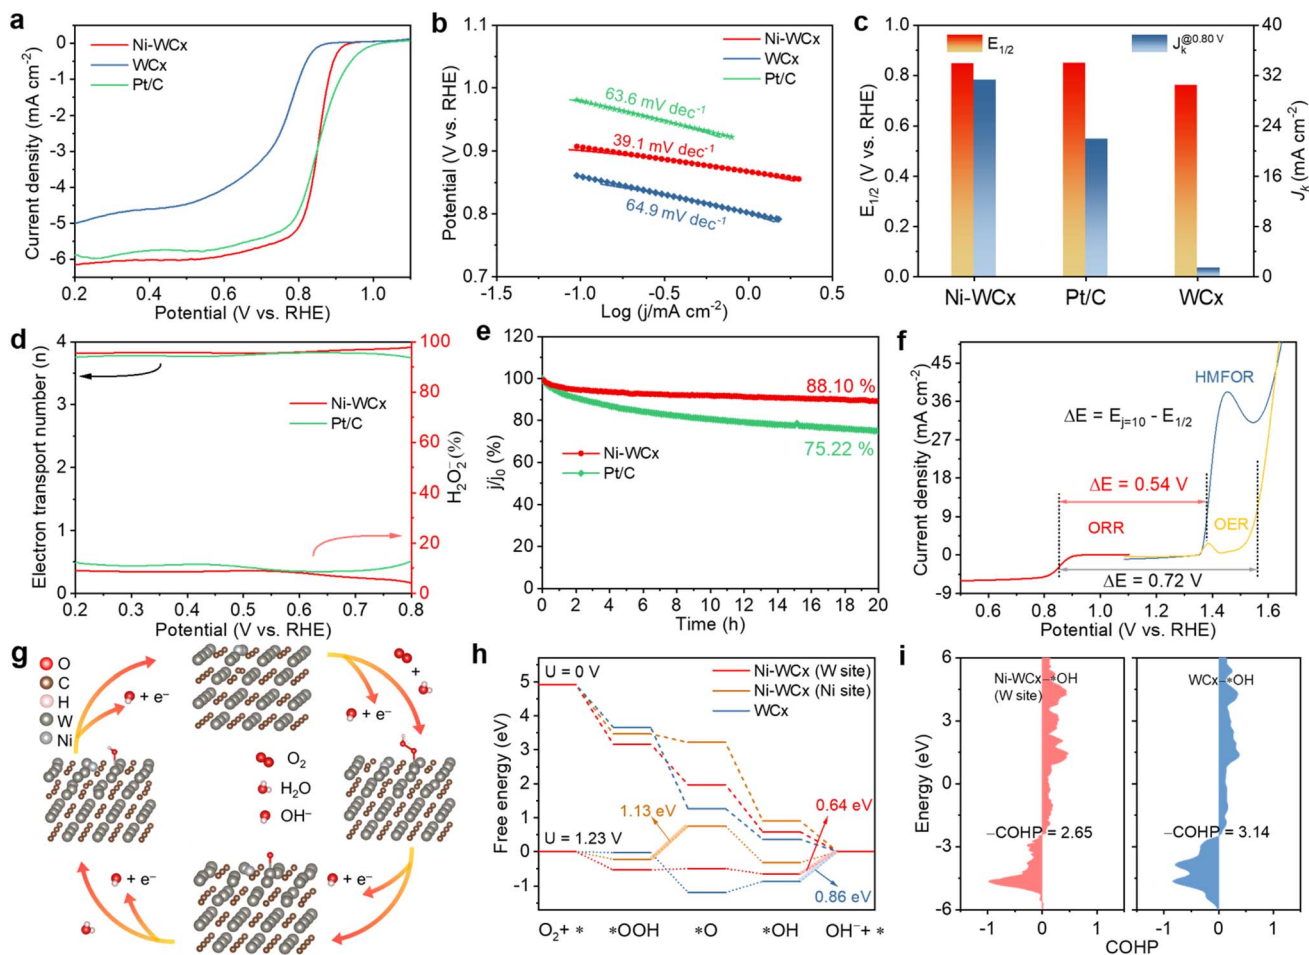 a
Current density (mA cm⁻²)
0
-1
-2
-3
-4
-5
-6
Ni-WCx
WCx
Pt/C
0.2
0.4
0.6
0.8
1.0
Potential (V vs. RHE)
b
Potential (V vs. RHE)
1.1
1.0
0.9
0.8
0.7
Ni-WCx
WCx
Pt/C
63.6 mV dec⁻¹
39.1 mV dec⁻¹
64.9 mV dec⁻¹
-1.5
-1.0
-0.5
0.0
0.5
Log (j/mA cm⁻²)
c
E₁/₂ (V vs. RHE)
1.0
0.8
0.6
0.4
0.2
0.0
E₁/₂
Jₖ@0.80 V
40
32
24
16
8
0
Jₖ (mA cm⁻²)
Ni-WCx
Pt/C
WCx
d
Electron transport number (n)
4
3
2
1
0
Ni-WCx
Pt/C
100
80
60
40
20
0
H₂O₂⁻(%)
0.2
0.3
0.4
0.5
0.6
0.7
0.8
Potential (V vs. RHE)
e
j/j₀ (%)
120
100
80
60
40
20
0
88.10 %
75.22 %
Ni-WCx
Pt/C
0
2
4
6
8
10
12
14
16
18
20
Time (h)
f
Current density (mA cm⁻²)
45
36
27
18
9
0
-9
HMFOR
ΔE = Eⱼ₌₁₀ - E₁/₂
ΔE = 0.54 V
ORR
OER
ΔE = 0.72 V
0.6
0.8
1.0
1.2
1.4
1.6
Potential (V vs. RHE)
g
O
C
H
W
Ni
+ e⁻
+ e⁻
+
O₂
H₂O
OH⁻
+ e⁻
+ e⁻
h
Free energy (eV)
5
4
3
2
1
0
-1
U = 0 V
Ni-WCx (W site)
Ni-WCx (Ni site)
WCx
1.13 eV
0.64 eV
U = 1.23 V
0.86 eV
O₂+ *
*OOH
*O
*OH
OH⁻+ *
i
Energy (eV)
6
3
0
-3
-6
Ni-WCx–*OH
(W site)
–COHP = 2.65
WCx–*OH
–COHP = 3.14
-1
0
1
-1
0
1
COHP